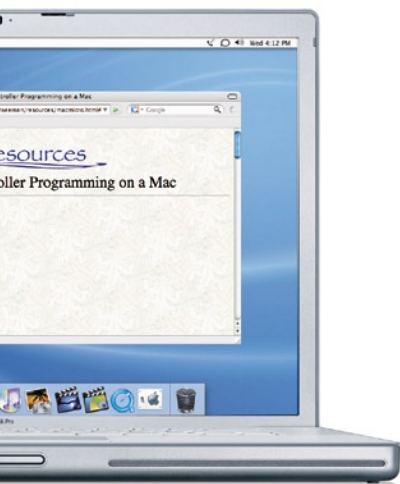 Wed 4:12 PM
troller Programming on a Mac
Google
esources
oller Programming on a Mac